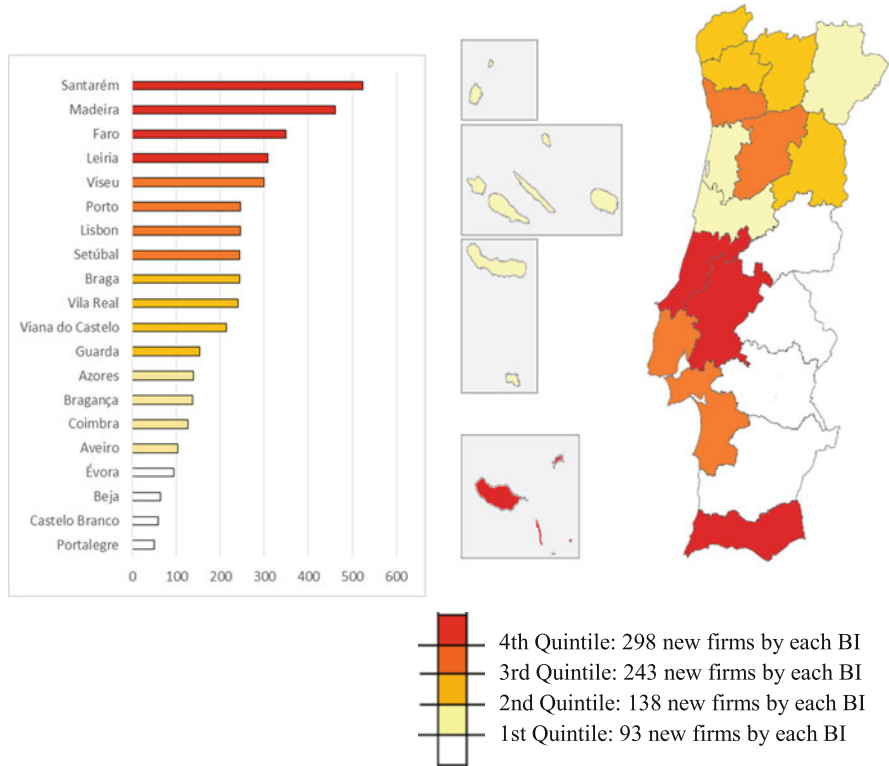 Santarém
Madeira
Faro
Leiria
Viseu
Porto
Lisbon
Setúbal
Braga
Vila Real
Viana do Castelo
Guarda
Azores
Bragança
Coimbra
Aveiro
Évora
Beja
Castelo Branco
Portalegre
0 100 200 300 400 500 600
4th Quintile: 298 new firms by each BI
3rd Quintile: 243 new firms by each BI
2nd Quintile: 138 new firms by each BI
1st Quintile: 93 new firms by each BI